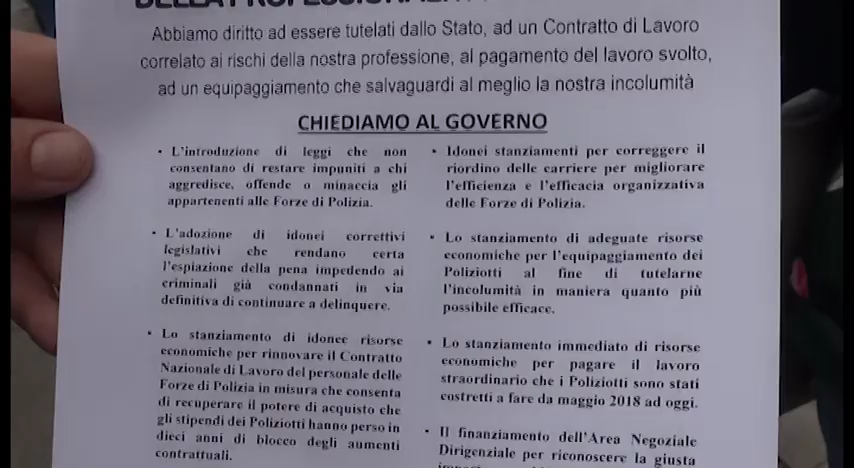 DELLA PROFESSIONE
Abbiamo diritto ad essere tutelati dallo Stato, ad un Contratto di Lavoro
correlato ai rischi della nostra professione, al pagamento del lavoro svolto,
ad un equipaggiamento che salvaguardi al meglio la nostra incolumità
CHIEDIAMO AL GOVERNO
• L'introduzione di leggi che non
consentano di restare impuniti a chi
aggredisce, offende o minaccia gli
appartenenti alle Forze di Polizia.
• L'adozione di idonei correttivi
legislativi che rendano certa
l'espiazione della pena impedendo ai
criminali già condannati in via
definitiva di continuare a delinquere.
• Lo stanziamento di idonee risorse
economiche per rinnovare il Contratto
Nazionale di Lavoro del personale delle
Forze di Polizia in misura che consenta
di recuperare il potere di acquisto che
gli stipendi dei Poliziotti hanno perso in
dieci anni di blocco degli aumenti
contrattuali.
• Idonei stanziamenti per correggere il
riordino delle carriere per migliorare
l'efficienza e l'efficacia organizzativa
delle Forze di Polizia.
• Lo stanziamento di adeguate risorse
economiche per l'equipaggiamento dei
Poliziotti al fine di tutelarne
l'incolumità in maniera quanto più
possibile efficace.
• Lo stanziamento immediato di risorse
economiche per pagare il lavoro
straordinario che i Poliziotti sono stati
costretti a fare da maggio 2018 ad oggi.
• Il finanziamento dell'Area Negoziale
Dirigenziale per riconoscere la giusta